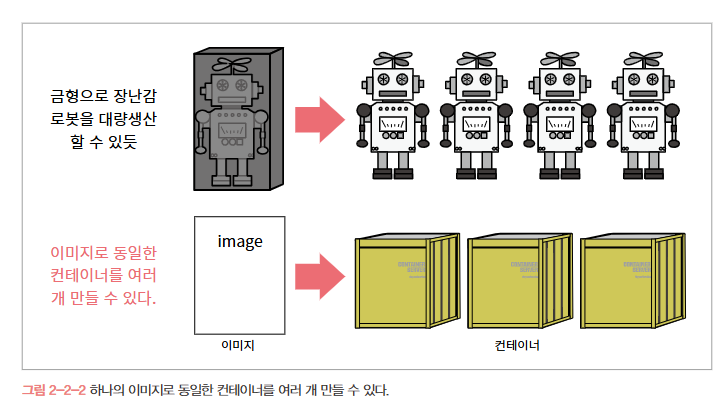 금형으로 장난감
로봇을 대량생산
할 수 있듯
이미지로 동일한
컨테이너를 여러
개 만들 수 있다.
image
이미지
컨테이너
그림 2-2-2 하나의 이미지로 동일한 컨테이너를 여러 개 만들 수 있다.